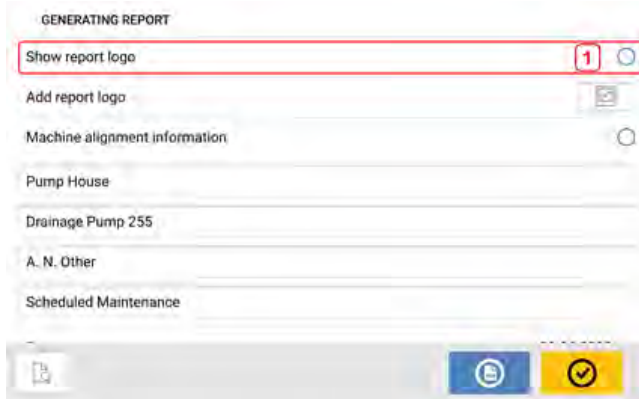 GENERATING REPORT
Show report logo 1
Add report logo
Machine alignment information
Pump House
Drainage Pump 255
A. N. Other
Scheduled Maintenance